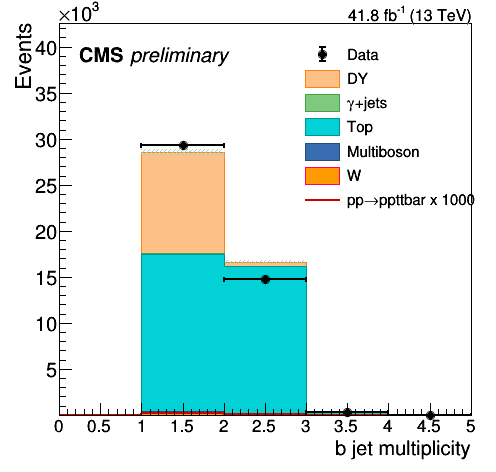 ×10³
41.8 fb⁻¹ (13 TeV)
Events
CMS preliminary
Data
DY
γ+jets
Top
Multiboson
W
pp→ppttbar x 1000
40
35
30
25
20
15
10
5
0 0.5 1 1.5 2 2.5 3 3.5 4 4.5 5
b jet multiplicity